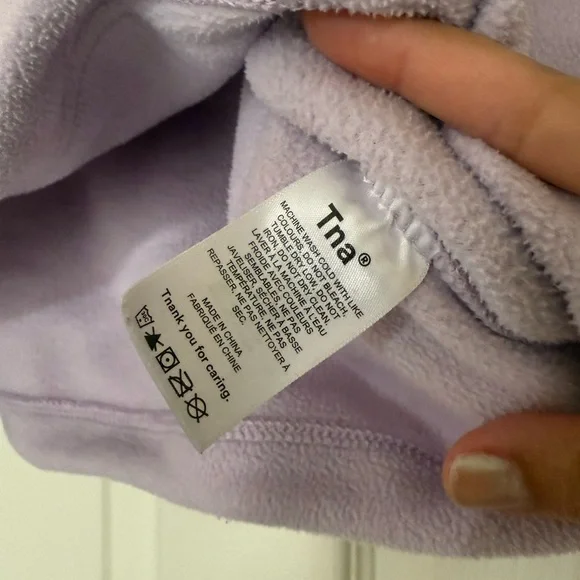 Tna®
MACHINE WASH COLD WITH LIKE
COLOURS, DO NOT BLEACH.
TUMBLE DRY LOW, DO NOT
IRON. DO NOT DRY CLEAN.
LAVER À LA MACHINE À L'EAU
FROIDE AVEC COULEURS
SEMBLABLES, NE PAS
JAVELISER, SÉCHER À BASSE
TEMPÉRATURE, NE PAS
REPASSER, NE PAS NETTOYER À
SEC.
MADE IN CHINA
FABRIQUÉ EN CHINE
Tnank you for caring.